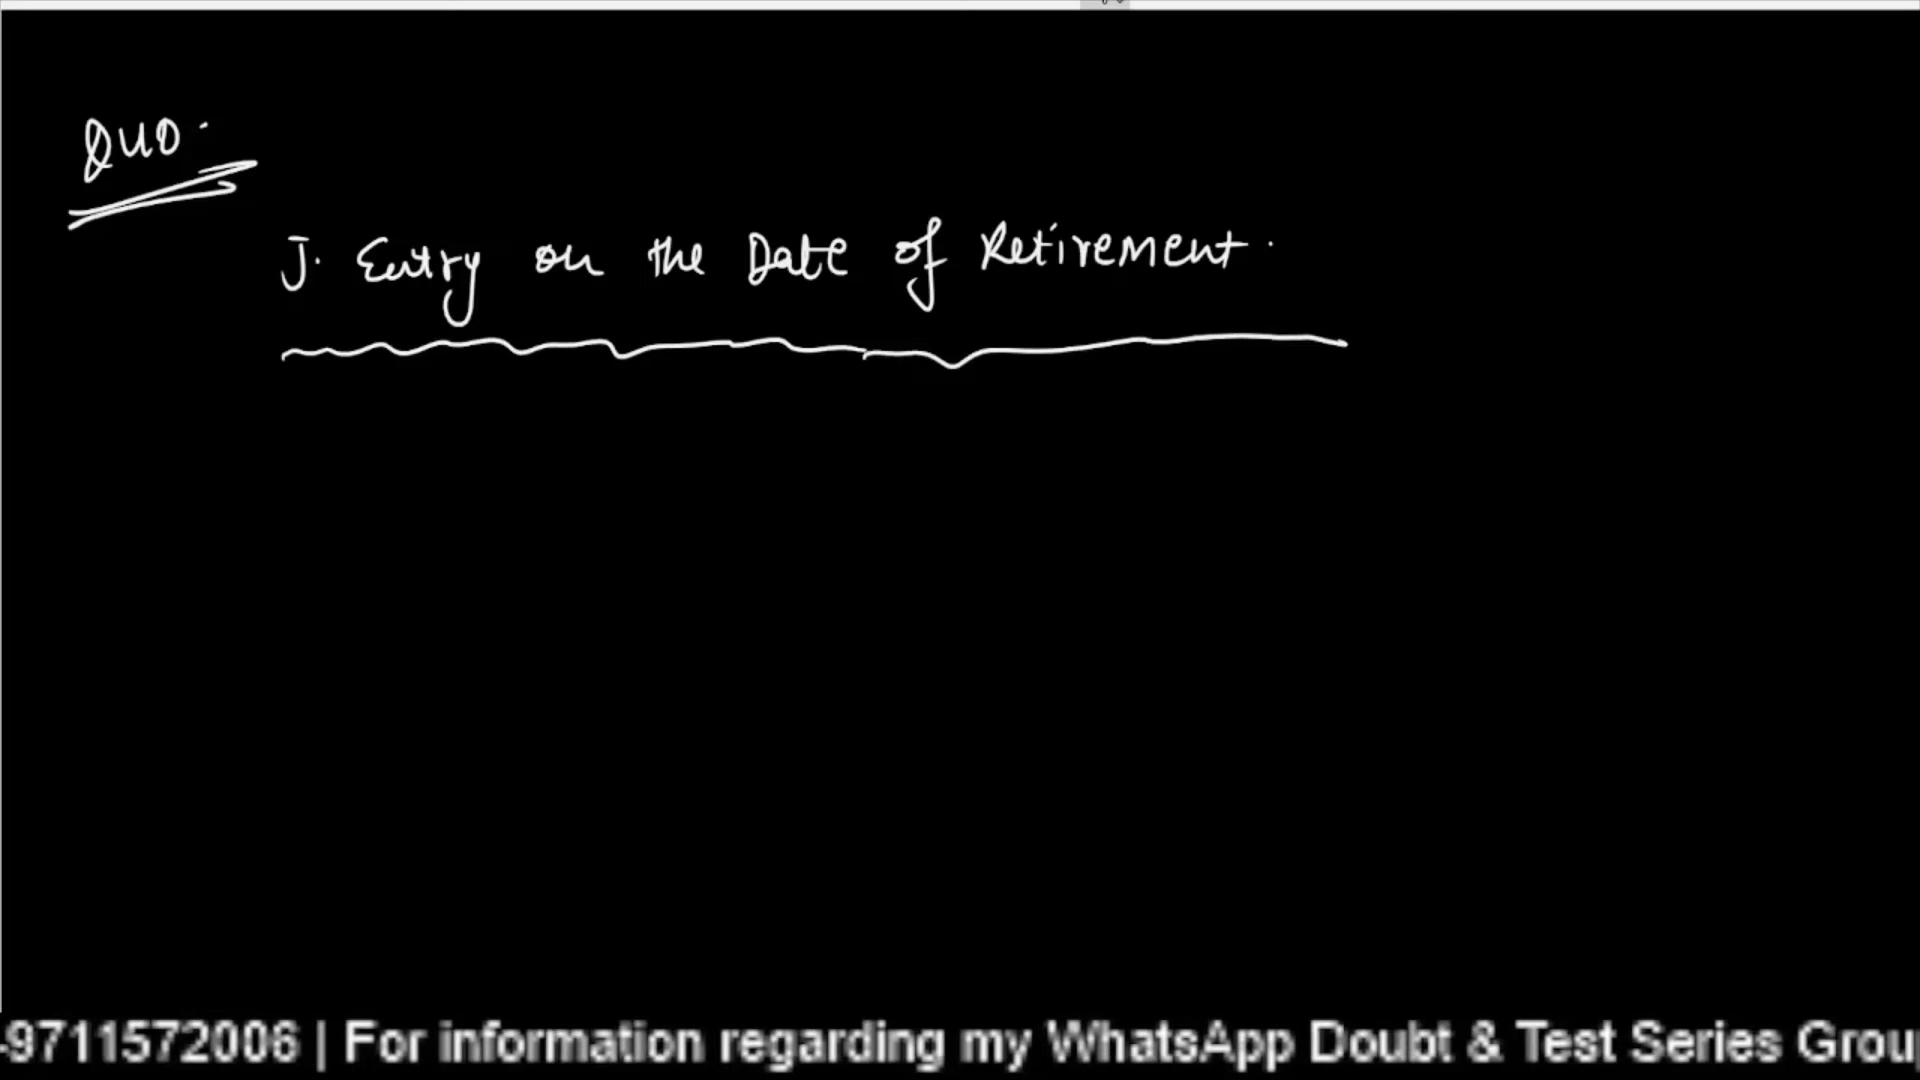 QUO.
J. Entry on the Date of Retirement.
-9711572006 | For information regarding my WhatsApp Doubt & Test Series Grou